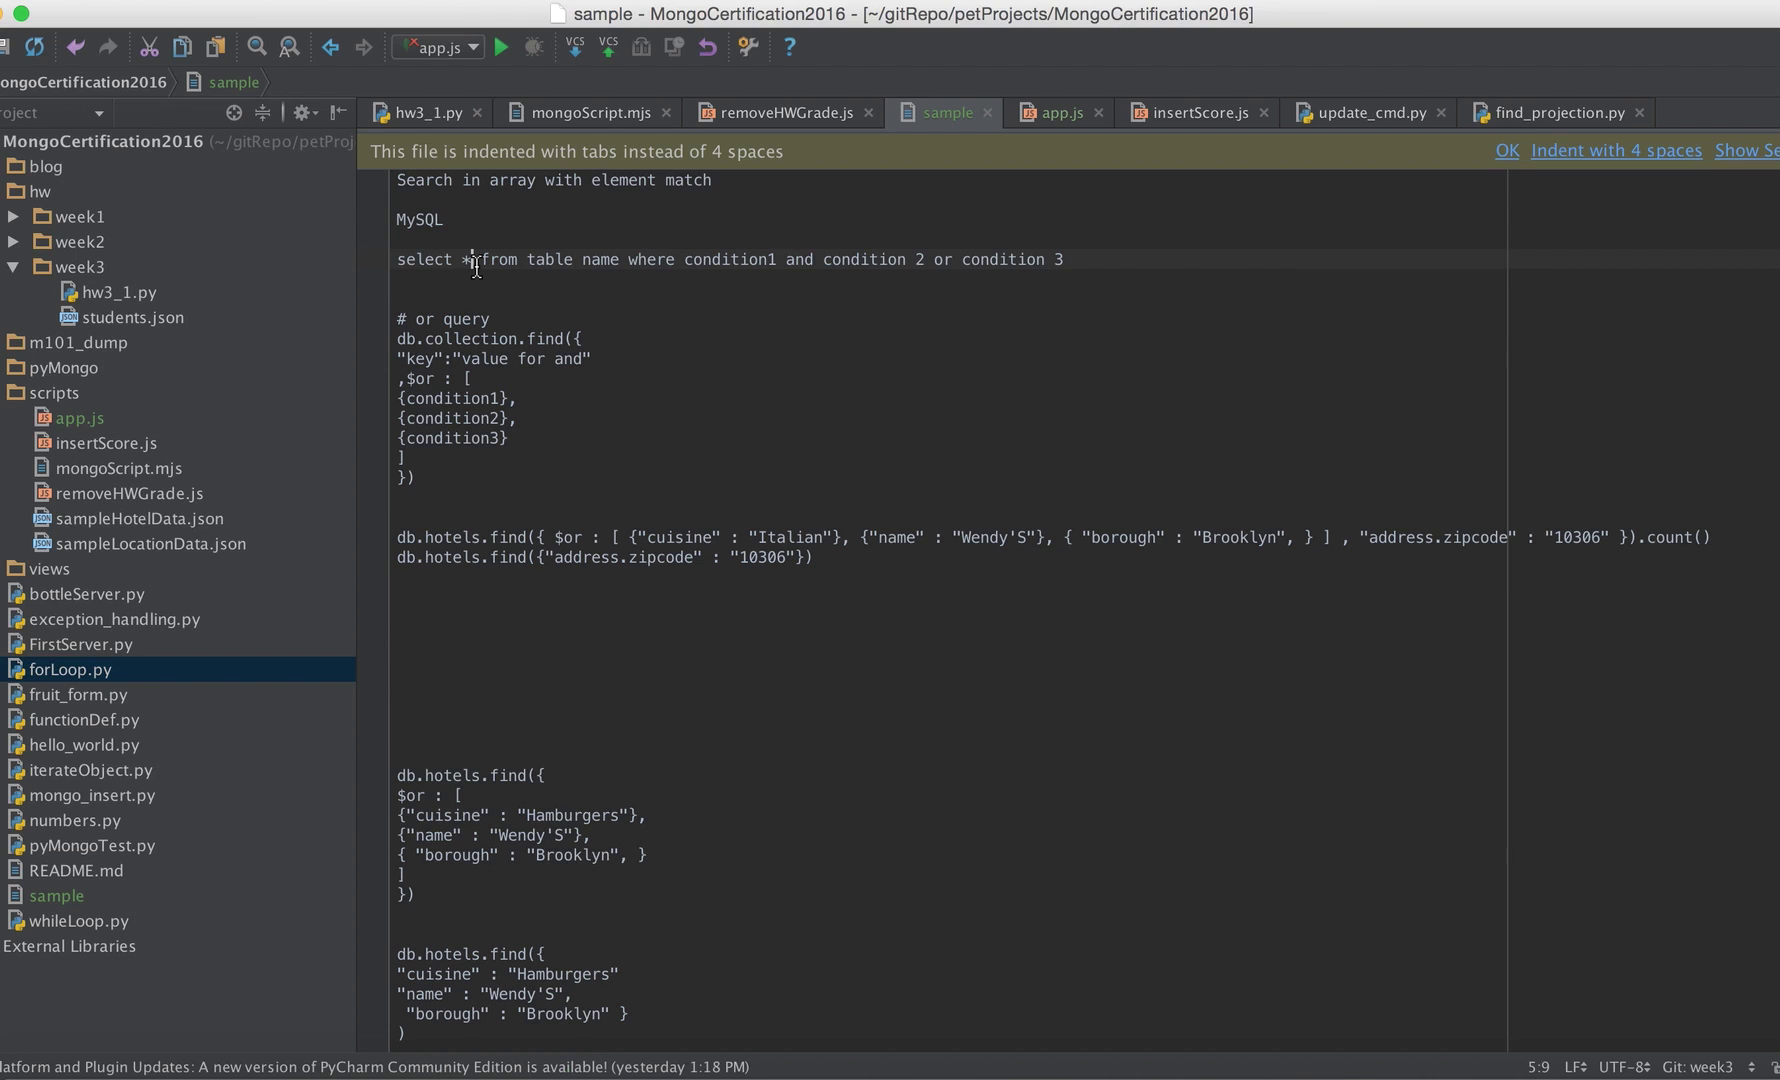 sample - MongoCertification2016 - [~/gitRepo/petProjects/MongoCertification2016]
app.js
VCS VCS
ongoCertification2016 sample
roject
hw3_1.py mongoScript.mjs removeHWGrade.js sample app.js insertScore.js update_cmd.py find_projection.py
This file is indented with tabs instead of 4 spaces OK Indent with 4 spaces Show Se
MongoCertification2016 (~/gitRepo/petProj
blog
hw
week1
week2
week3
hw3_1.py
students.json
m101_dump
pyMongo
scripts
app.js
insertScore.js
mongoScript.mjs
removeHWGrade.js
sampleHotelData.json
sampleLocationData.json
views
bottleServer.py
exception_handling.py
FirstServer.py
forLoop.py
fruit_form.py
functionDef.py
hello_world.py
iterateObject.py
mongo_insert.py
numbers.py
pyMongoTest.py
README.md
sample
whileLoop.py
External Libraries
Search in array with element match
MySQL
select * from table name where condition1 and condition 2 or condition 3
# or query
db.collection.find({
"key":"value for and"
,$or : [
{condition1},
{condition2},
{condition3}
]
})
db.hotels.find({ $or : [ {"cuisine" : "Italian"}, {"name" : "Wendy'S"}, { "borough" : "Brooklyn", } ] , "address.zipcode" : "10306" }).count()
db.hotels.find({"address.zipcode" : "10306"})
db.hotels.find({
$or : [
{"cuisine" : "Hamburgers"},
{"name" : "Wendy'S"},
{ "borough" : "Brooklyn", }
]
})
db.hotels.find({
"cuisine" : "Hamburgers"
"name" : "Wendy'S",
"borough" : "Brooklyn" }
)
latform and Plugin Updates: A new version of PyCharm Community Edition is available! (yesterday 1:18 PM) 5:9 LF UTF-8 Git: week3